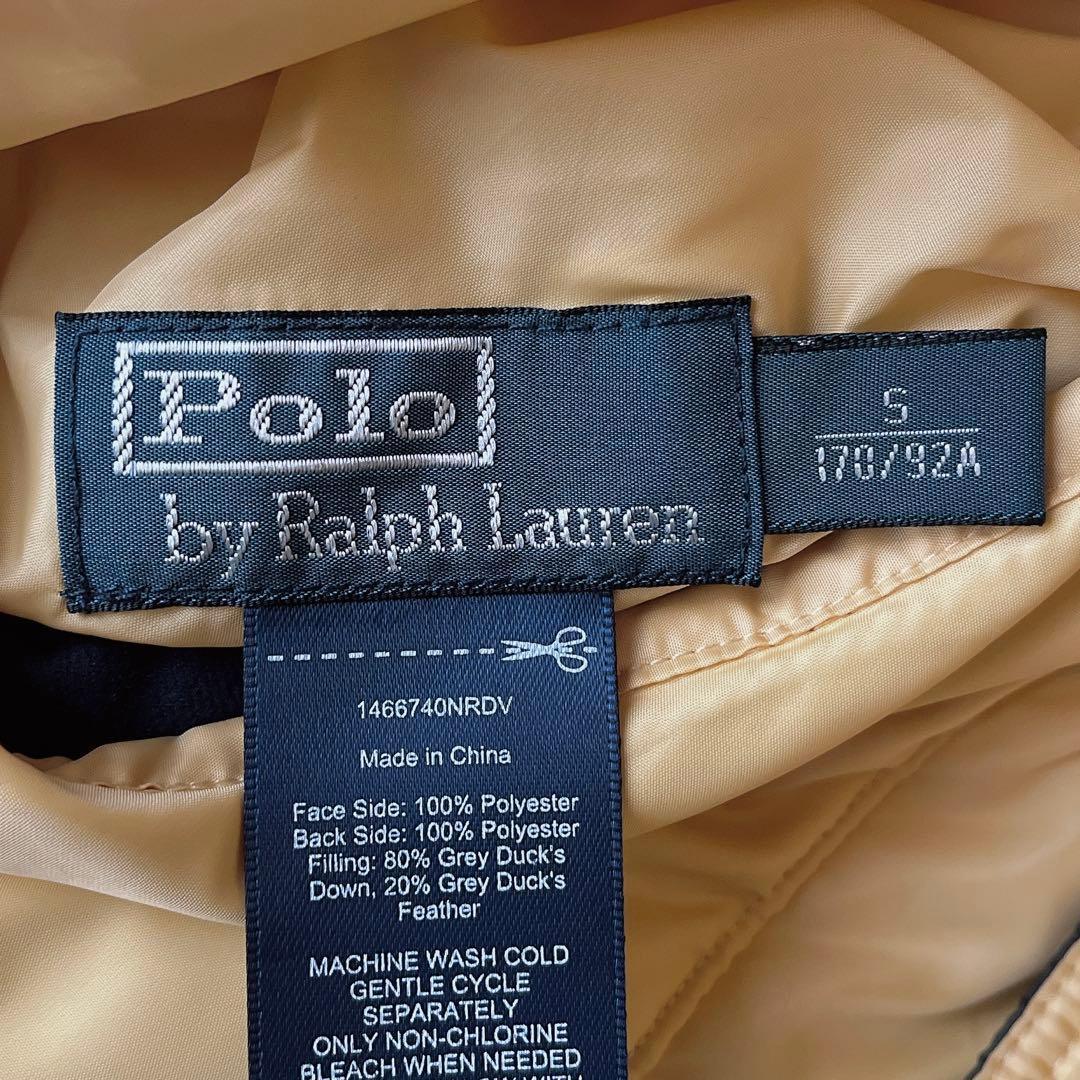 Polo
by Ralph Lauren
S
170/92A
1466740NRDV
Made in China
Face Side: 100% Polyester
Back Side: 100% Polyester
Filling: 80% Grey Duck's
Down, 20% Grey Duck's
Feather
MACHINE WASH COLD
GENTLE CYCLE
SEPARATELY
ONLY NON-CHLORINE
BLEACH WHEN NEEDED